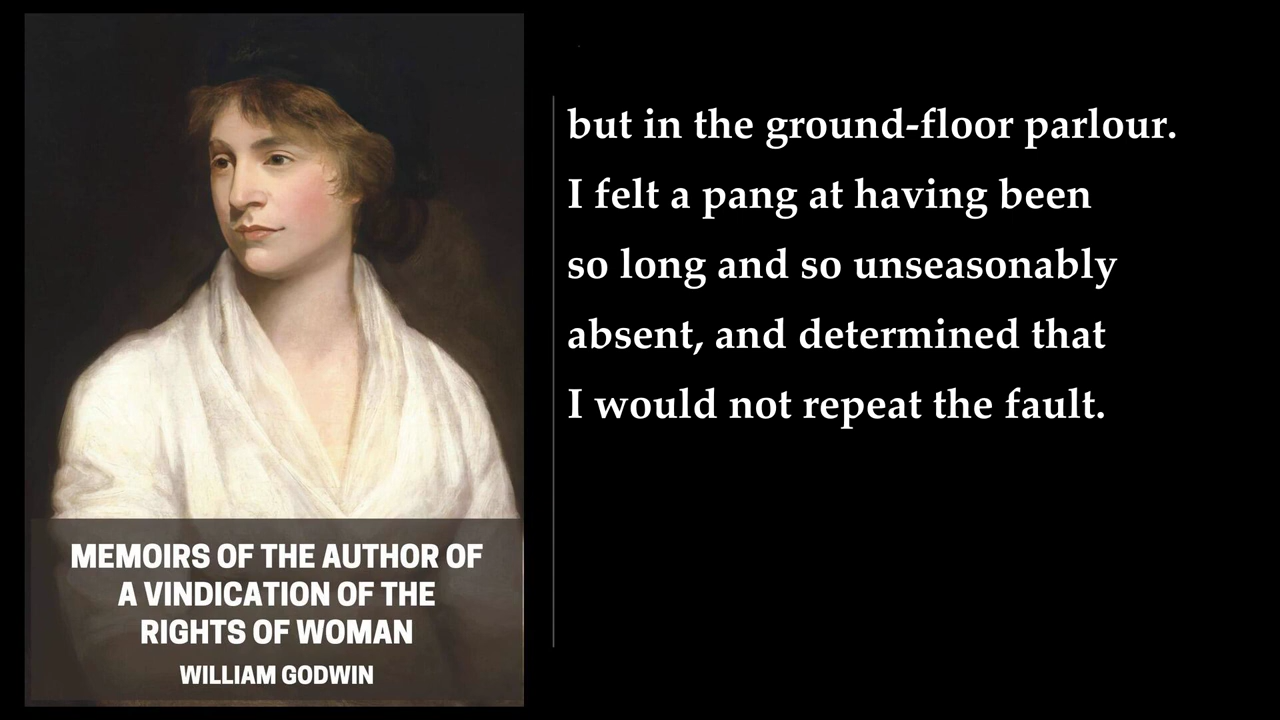 but in the ground-floor parlour.
I felt a pang at having been
so long and so unseasonably
absent, and determined that
I would not repeat the fault.
MEMOIRS OF THE AUTHOR OF
A VINDICATION OF THE
RIGHTS OF WOMAN
WILLIAM GODWIN